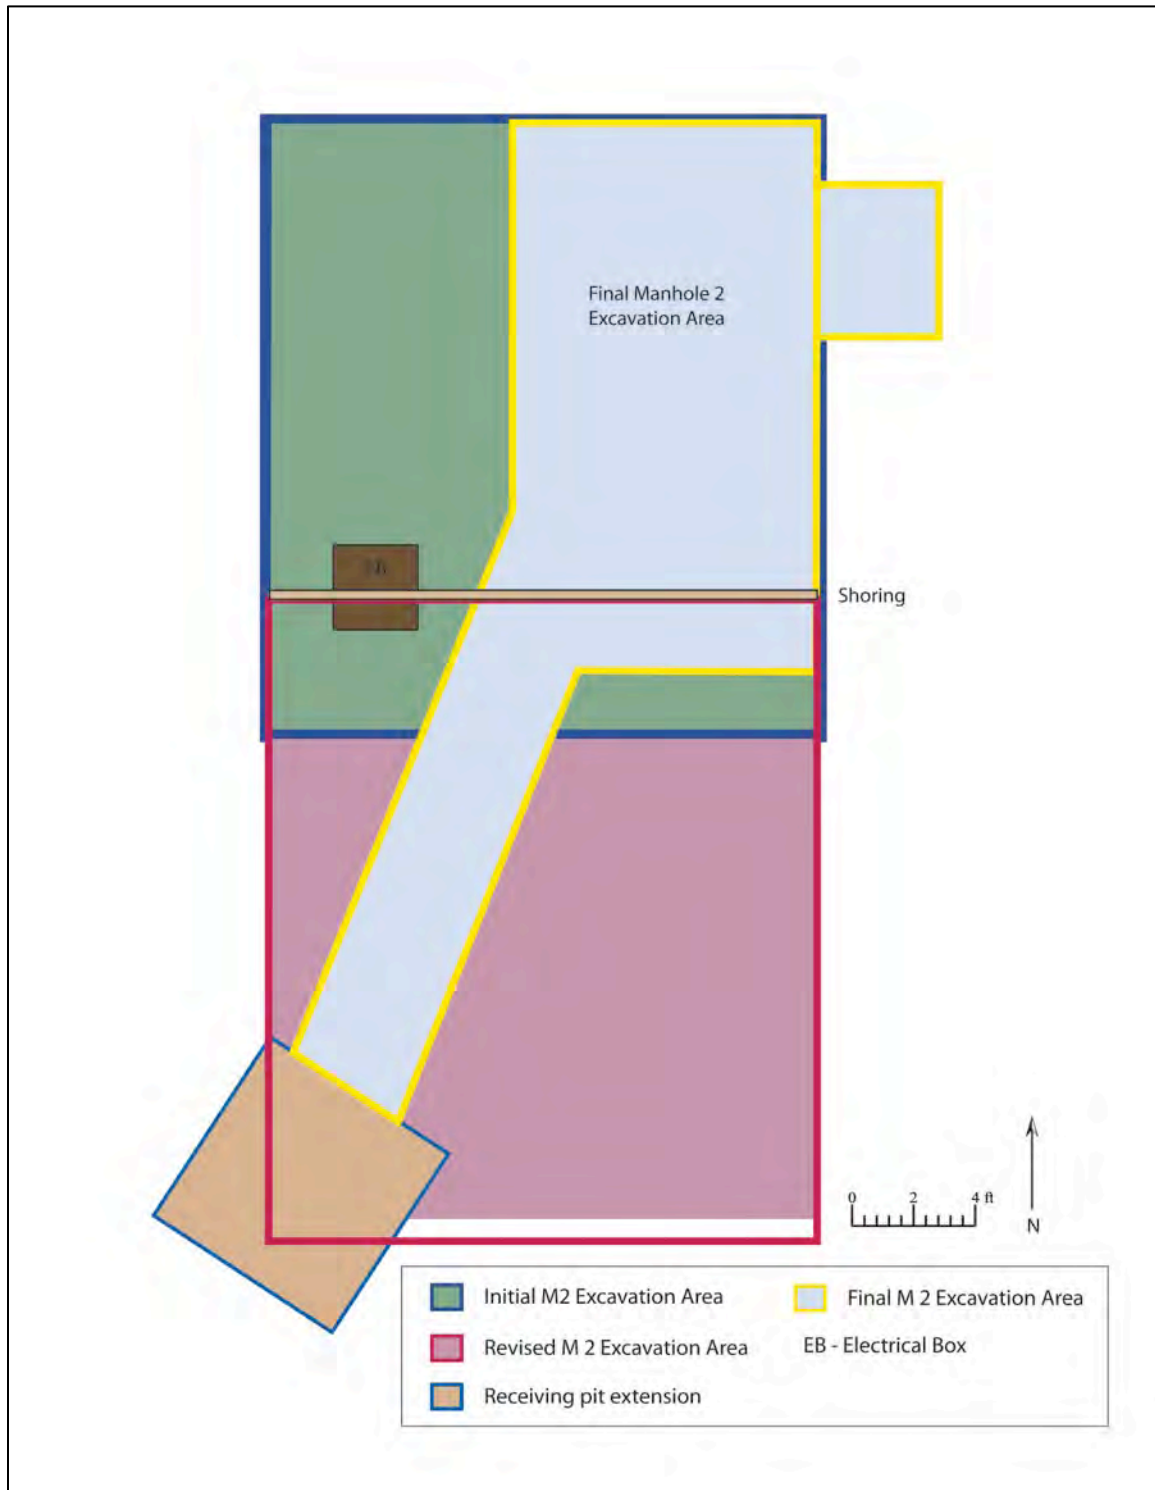 Final Manhole 2
Excavation Area
Shoring
0 2 4 ft
N
Initial M2 Excavation Area
Final M 2 Excavation Area
Revised M 2 Excavation Area
EB - Electrical Box
Receiving pit extension